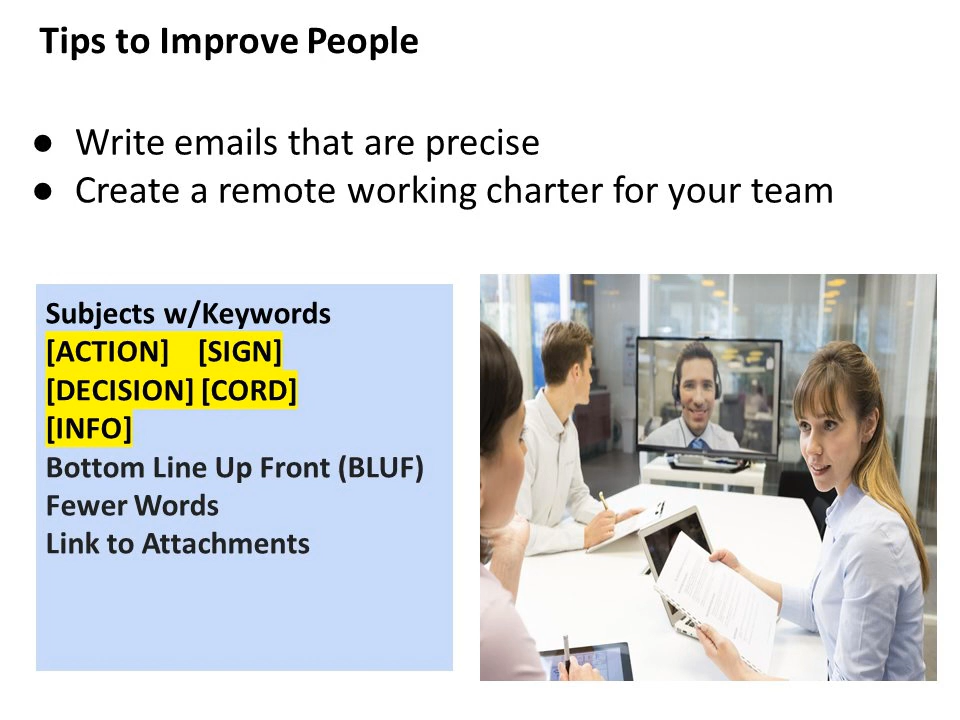 Tips to Improve People
● Write emails that are precise
● Create a remote working charter for your team
Subjects w/Keywords
[ACTION] [SIGN]
[DECISION] [CORD]
[INFO]
Bottom Line Up Front (BLUF)
Fewer Words
Link to Attachments